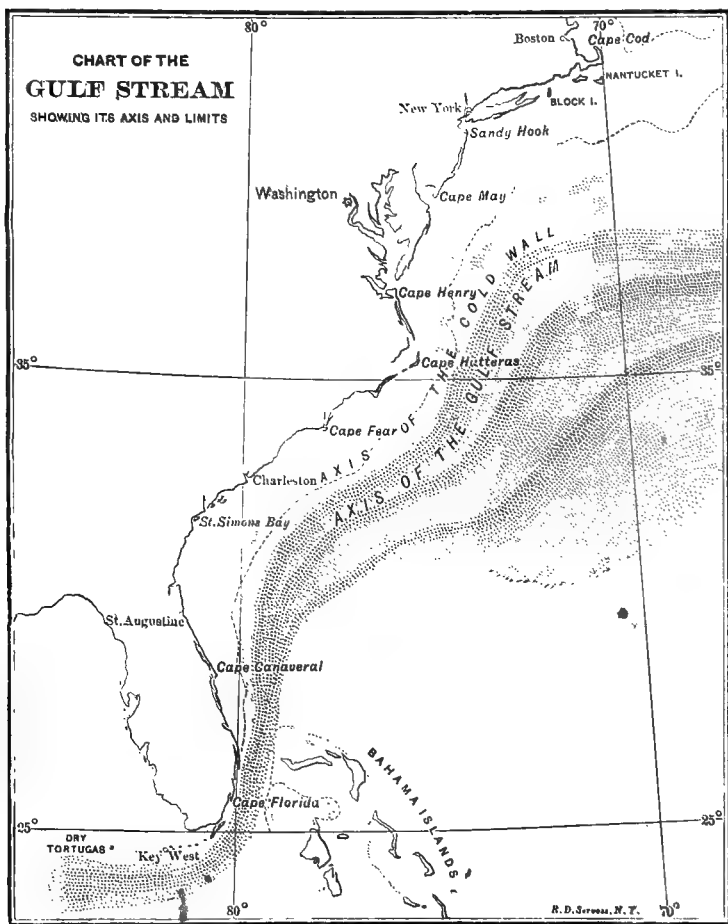 80°
70°
CHART OF THE
GULF STREAM
SHOWING ITS AXIS AND LIMITS
Boston
Cape Cod
NANTUCKET I.
BLOCK I.
New York
Sandy Hook
Washington
Cape May
Cape Henry
AXIS OF THE COLD WALL
AXIS OF THE GULF STREAM
35°
Cape Hatteras
35°
Cape Fear
Charleston
St. Simons Bay
St. Augustine
Cape Canaveral
BAHAMA ISLANDS
Cape Florida
25°
25°
DRY
TORTUGAS
Key West
80°
70°
R.D. Servoss, N.Y.